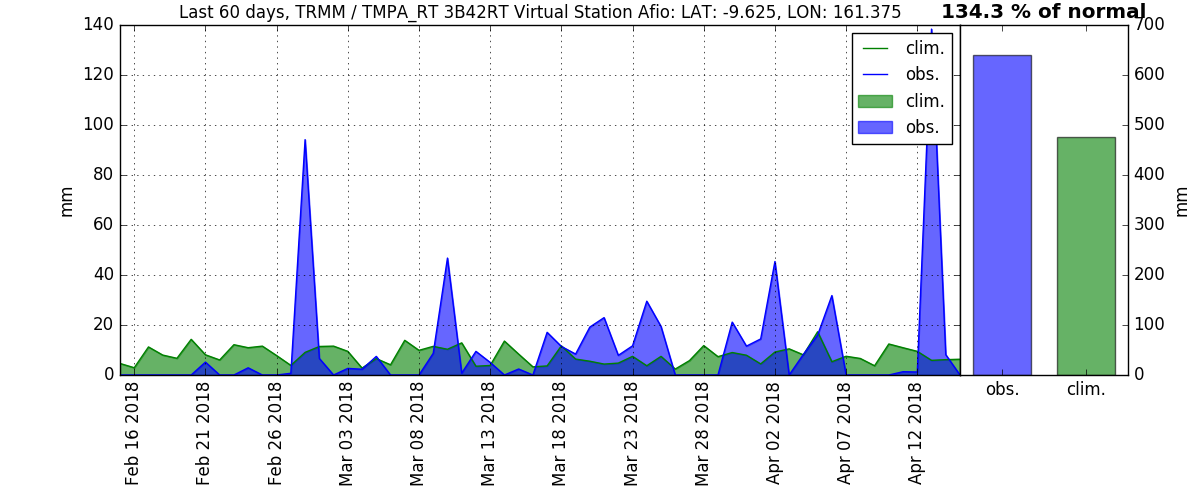 Last 60 days, TRMM / TMPA_RT 3B42RT Virtual Station Afio: LAT: -9.625, LON: 161.375
134.3 % of normal
140
120
100
80
60
40
20
0
mm
clim.
obs.
clim.
obs.
700
600
500
400
300
200
100
0
mm
Feb 16 2018
Feb 21 2018
Feb 26 2018
Mar 03 2018
Mar 08 2018
Mar 13 2018
Mar 18 2018
Mar 23 2018
Mar 28 2018
Apr 02 2018
Apr 07 2018
Apr 12 2018
obs.
clim.